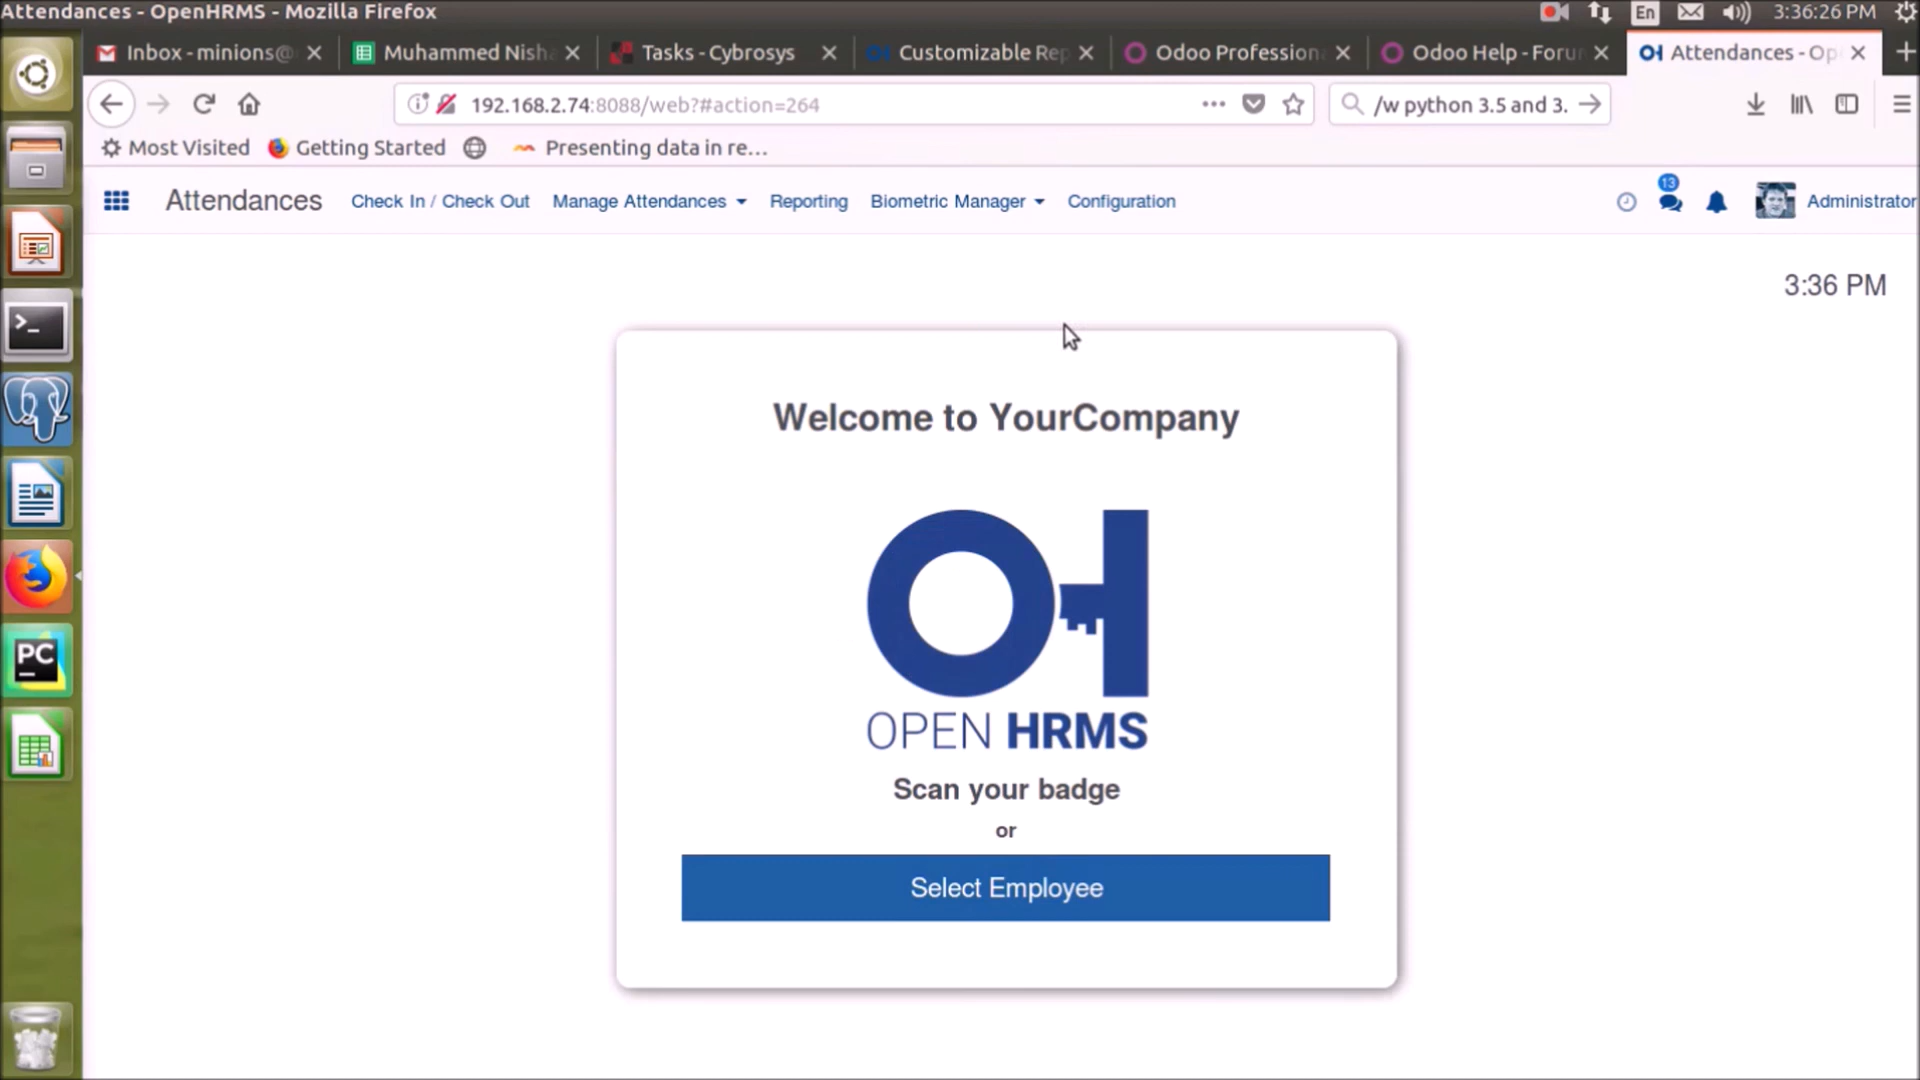 Attendances - OpenHRMS - Mozilla Firefox
En
3:36:26 PM
Inbox - minions@
Muhammed Nish
Tasks - Cybrosys
Customizable Rep
Odoo Profession
Odoo Help - Foru
Attendances - Op
192.168.2.74:8088/web?#action=264
/w python 3.5 and 3.
Most Visited
Getting Started
Presenting data in re...
Attendances
Check In / Check Out
Manage Attendances
Reporting
Biometric Manager
Configuration
13
Administrator
3:36 PM
Welcome to YourCompany
OH
OPEN HRMS
Scan your badge
or
Select Employee
PC